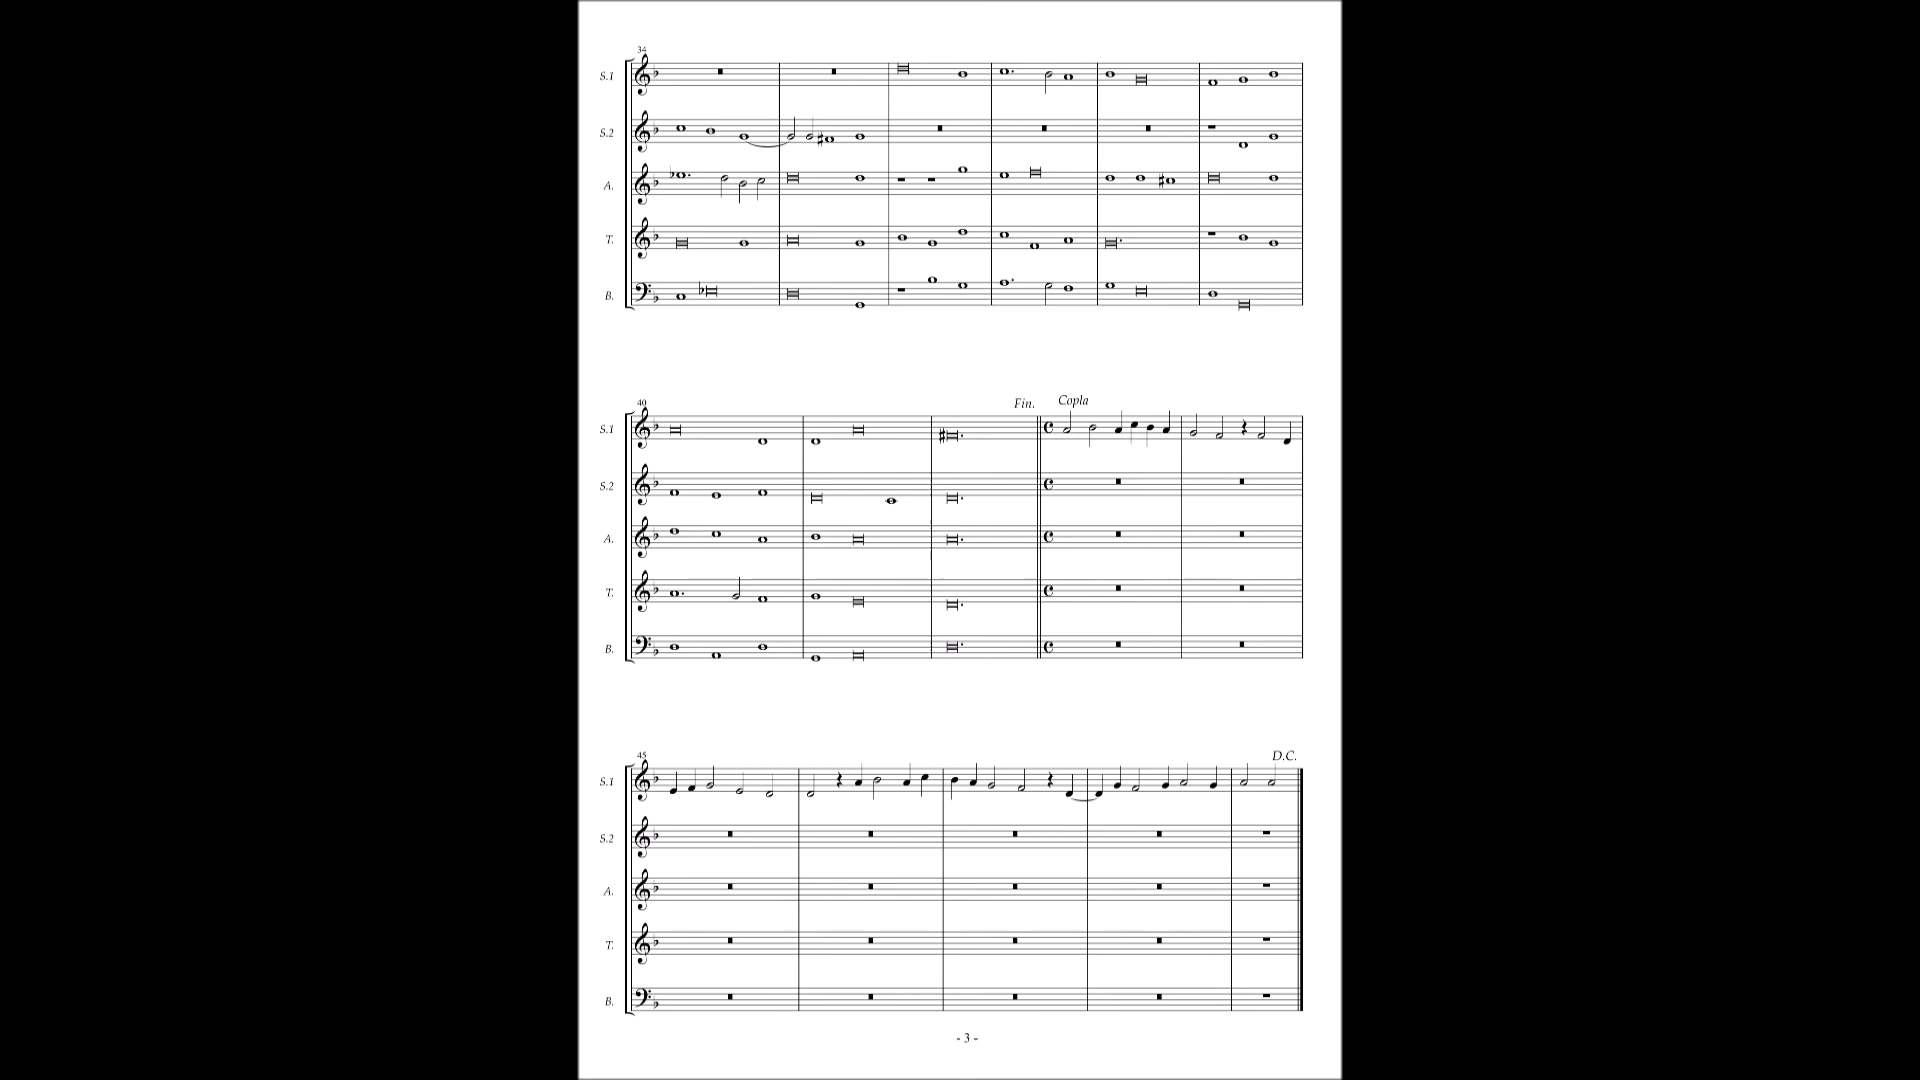 34
S.1
S.2
A.
T.
B.
40
Fin.
Copla
S.1
S.2
A.
T.
B.
45
D.C.
S.1
S.2
A.
T.
B.
- 3 -